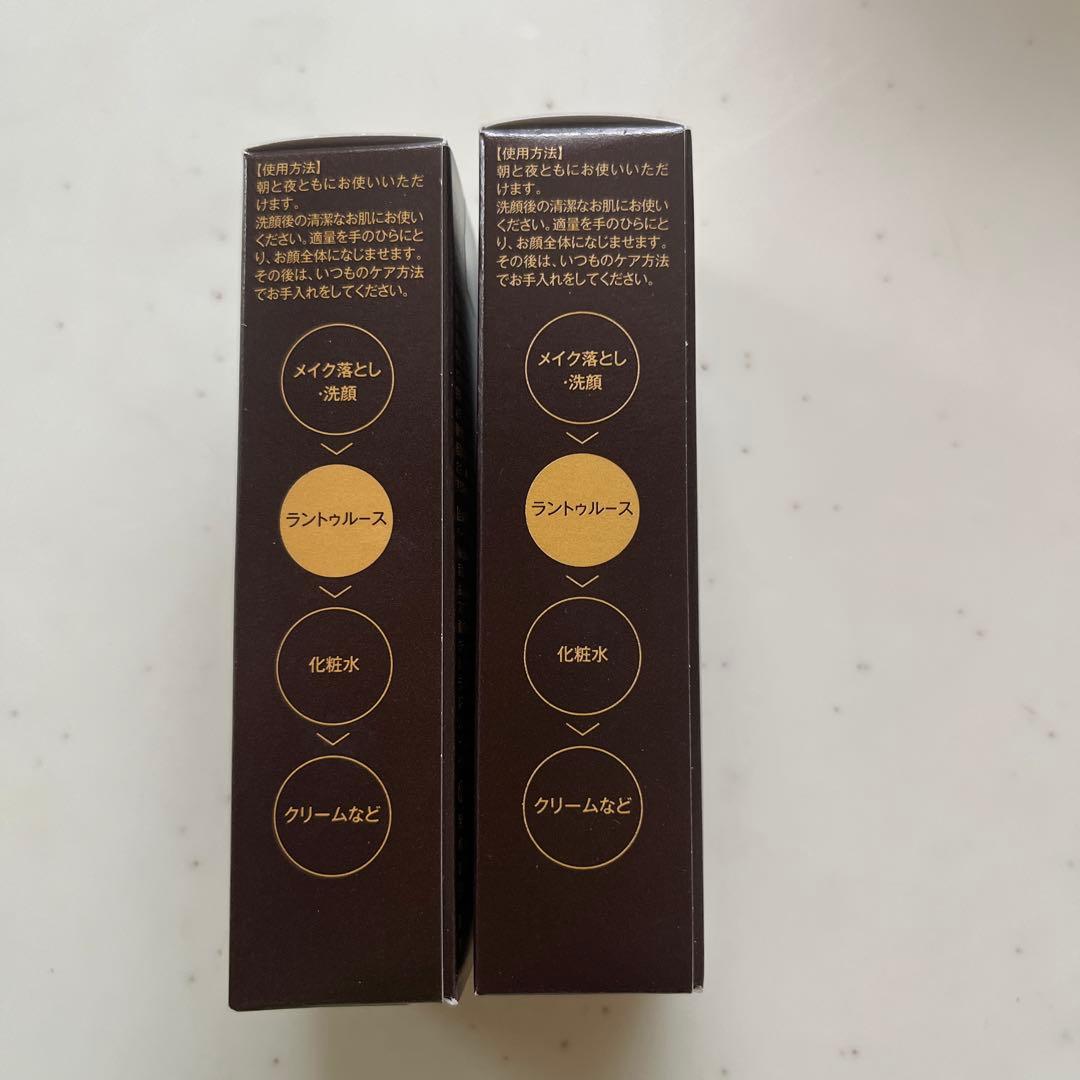 【使用方法】
朝と夜ともにお使いいただ
けます。
洗顔後の清潔なお肌にお使い
ください。適量を手のひらにと
り、お顔全体になじませます。
その後は、いつものケア方法
でお手入れをしてください。
メイク落とし
・洗顔
ラントゥルース
化粧水
クリームなど
【使用方法】
朝と夜ともにお使いいただ
けます。
洗顔後の清潔なお肌にお使い
ください。適量を手のひらにと
り、お顔全体になじませます。
その後は、いつものケア方法
でお手入れをしてください。
メイク落とし
・洗顔
ラントゥルース
化粧水
クリームなど